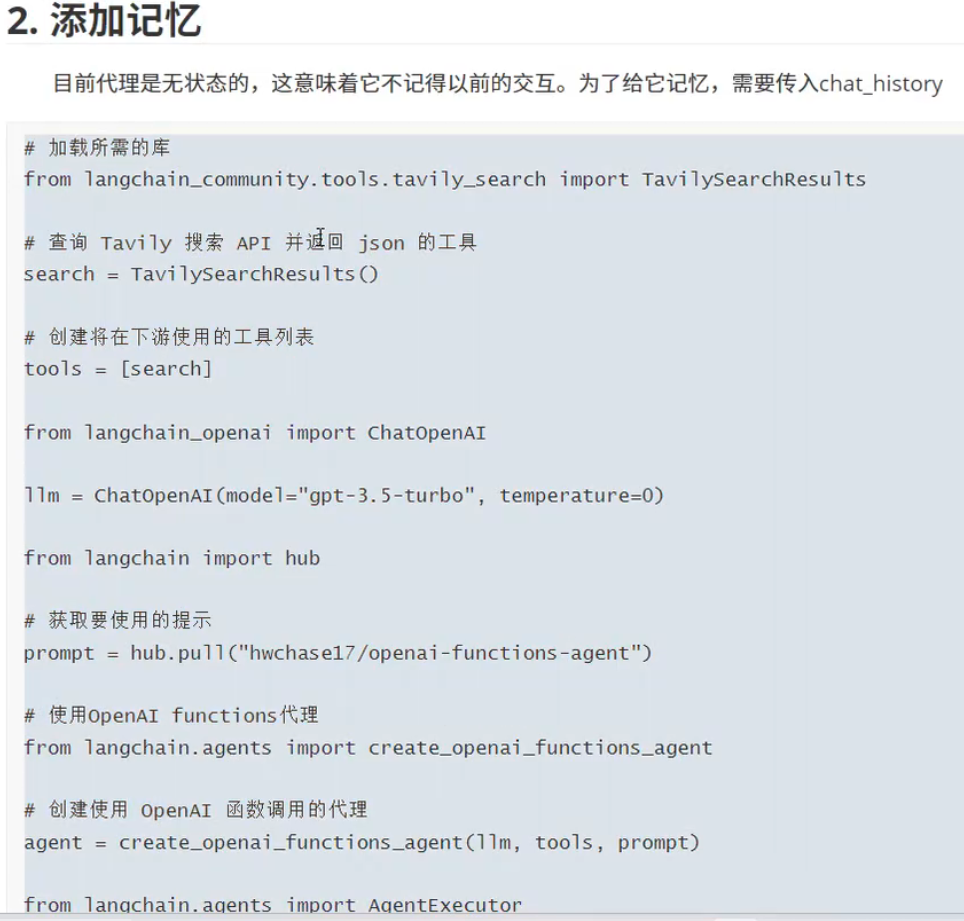 2. 添加记忆
目前代理是无状态的，这意味着它不记得以前的交互。为了给它记忆，需要传入chat_history
# 加载所需的库
from langchain_community.tools.tavily_search import TavilySearchResults
# 查询 Tavily 搜索 API 并返回 json 的工具
search = TavilySearchResults()
# 创建将在下游使用的工具列表
tools = [search]
from langchain_openai import ChatOpenAI
llm = ChatOpenAI(model="gpt-3.5-turbo", temperature=0)
from langchain import hub
# 获取要使用的提示
prompt = hub.pull("hwchase17/openai-functions-agent")
# 使用OpenAI functions代理
from langchain.agents import create_openai_functions_agent
# 创建使用 OpenAI 函数调用的代理
agent = create_openai_functions_agent(llm, tools, prompt)
from langchain.agents import AgentExecutor